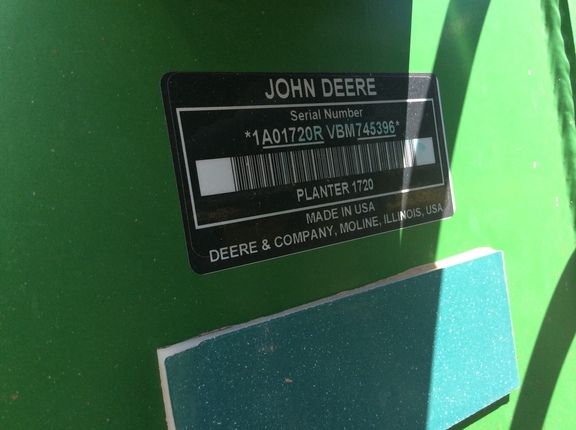 JOHN DEERE
Serial Number
*1A01720R VBM745396*
PLANTER 1720
MADE IN USA
DEERE & COMPANY, MOLINE, ILLINOIS, USA